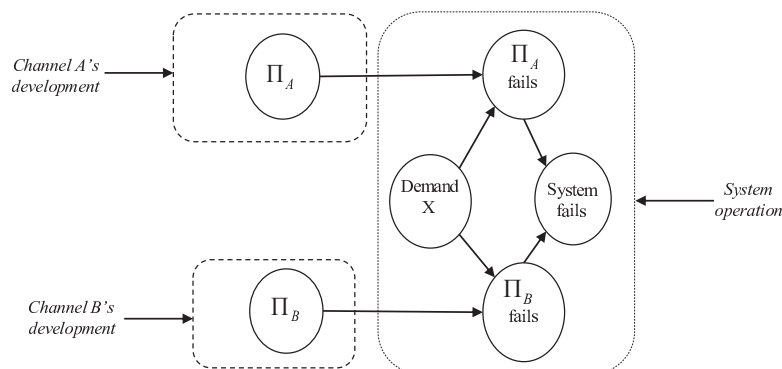 Channel A's
development
Π_A
Π_A
fails
Demand
X
System
fails
System
operation
Channel B's
development
Π_B
Π_B
fails